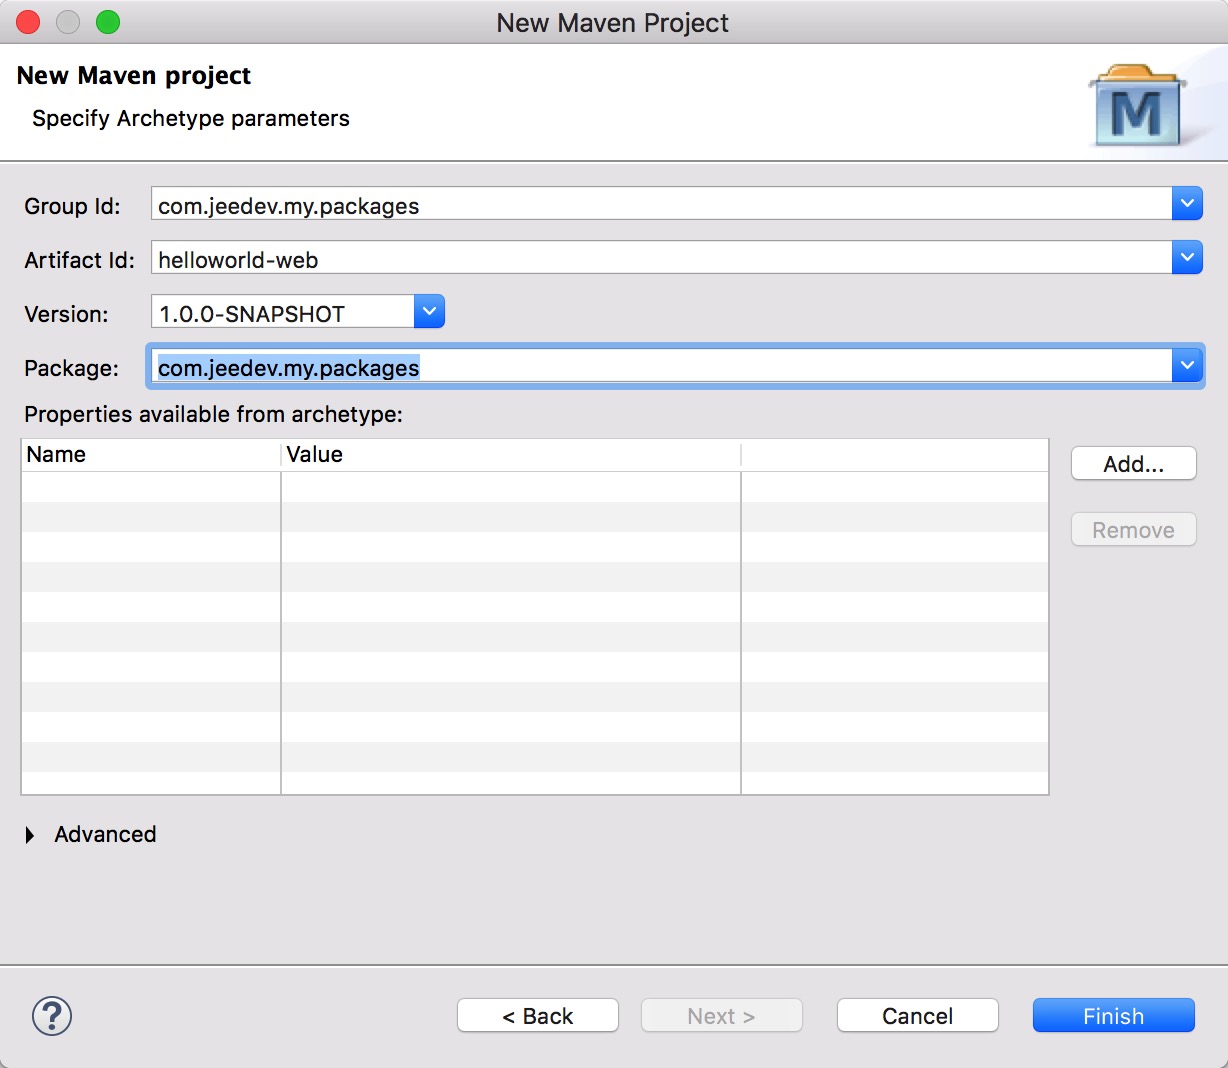 New Maven Project
New Maven project
Specify Archetype parameters
M
Group Id: com.jeedev.my.packages
Artifact Id: helloworld-web
Version: 1.0.0-SNAPSHOT
Package: com.jeedev.my.packages
Properties available from archetype:
Name Value
Add...
Remove
Advanced
? < Back Next > Cancel Finish